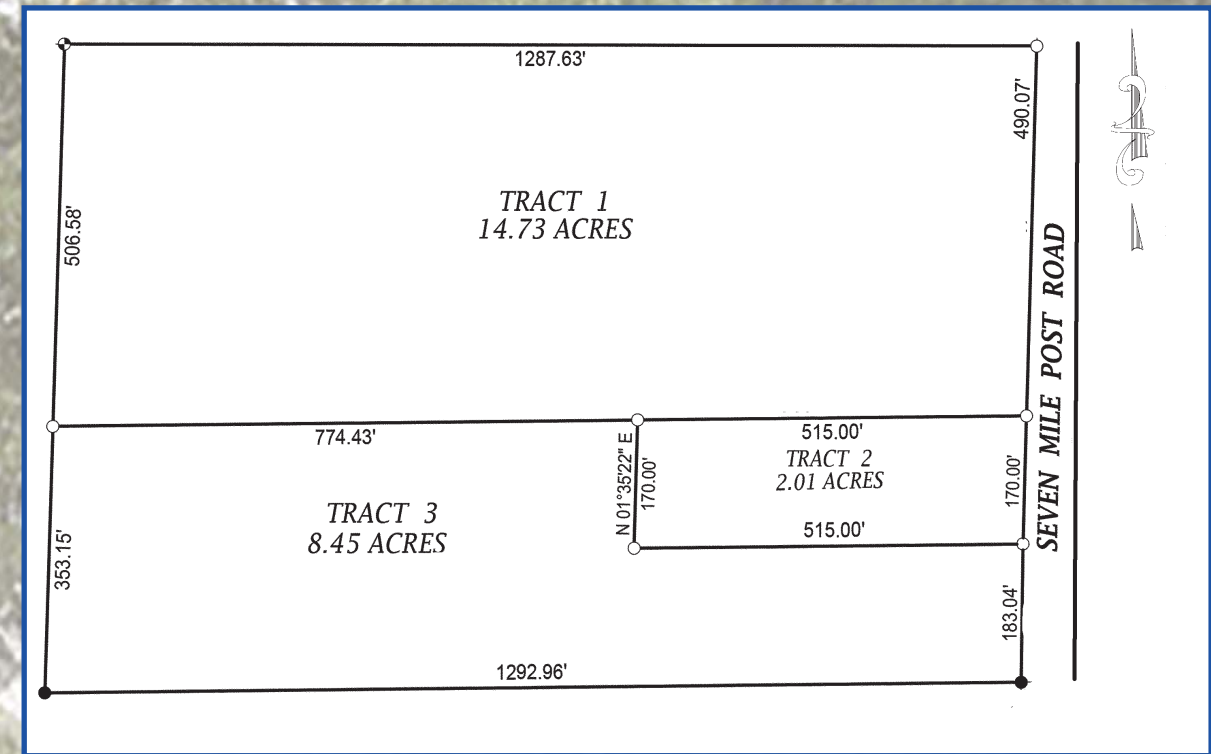 1287.63'
490.07'
TRACT 1
14.73 ACRES
506.58'
SEVEN MILE POST ROAD
774.43'
515.00'
N 01°35'22" E
170.00'
TRACT 2
2.01 ACRES
170.00'
TRACT 3
8.45 ACRES
515.00'
353.15'
183.04'
1292.96'